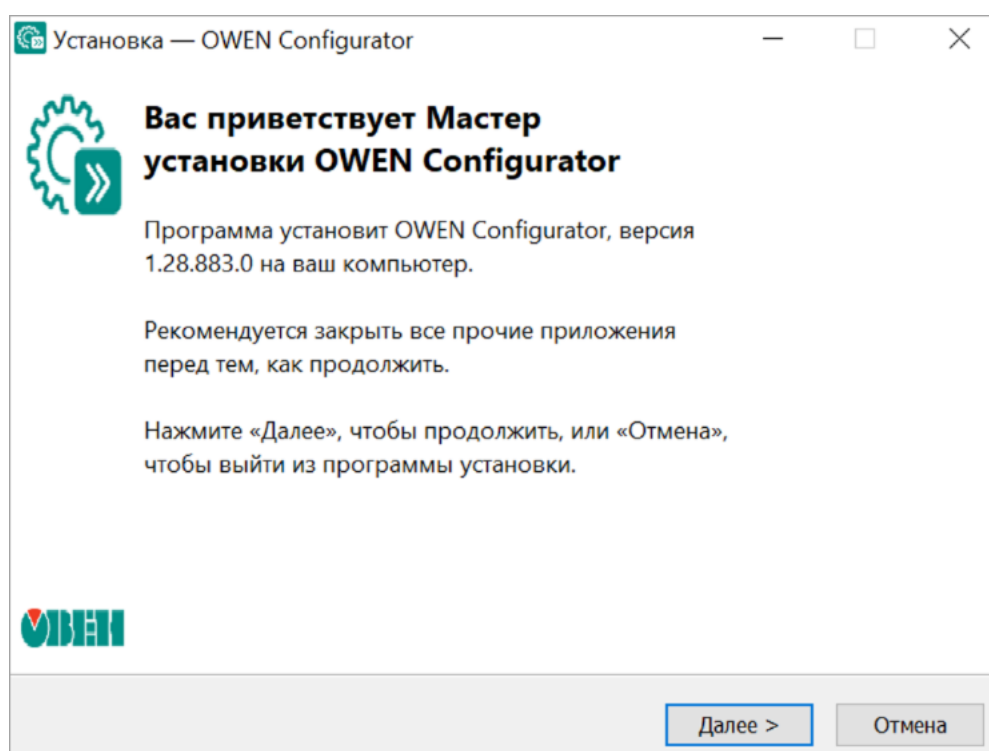 Установка — OWEN Configurator
Вас приветствует Мастер
установки OWEN Configurator
Программа установит OWEN Configurator, версия
1.28.883.0 на ваш компьютер.
Рекомендуется закрыть все прочие приложения
перед тем, как продолжить.
Нажмите «Далее», чтобы продолжить, или «Отмена»,
чтобы выйти из программы установки.
ОВЕН
Далее >
Отмена